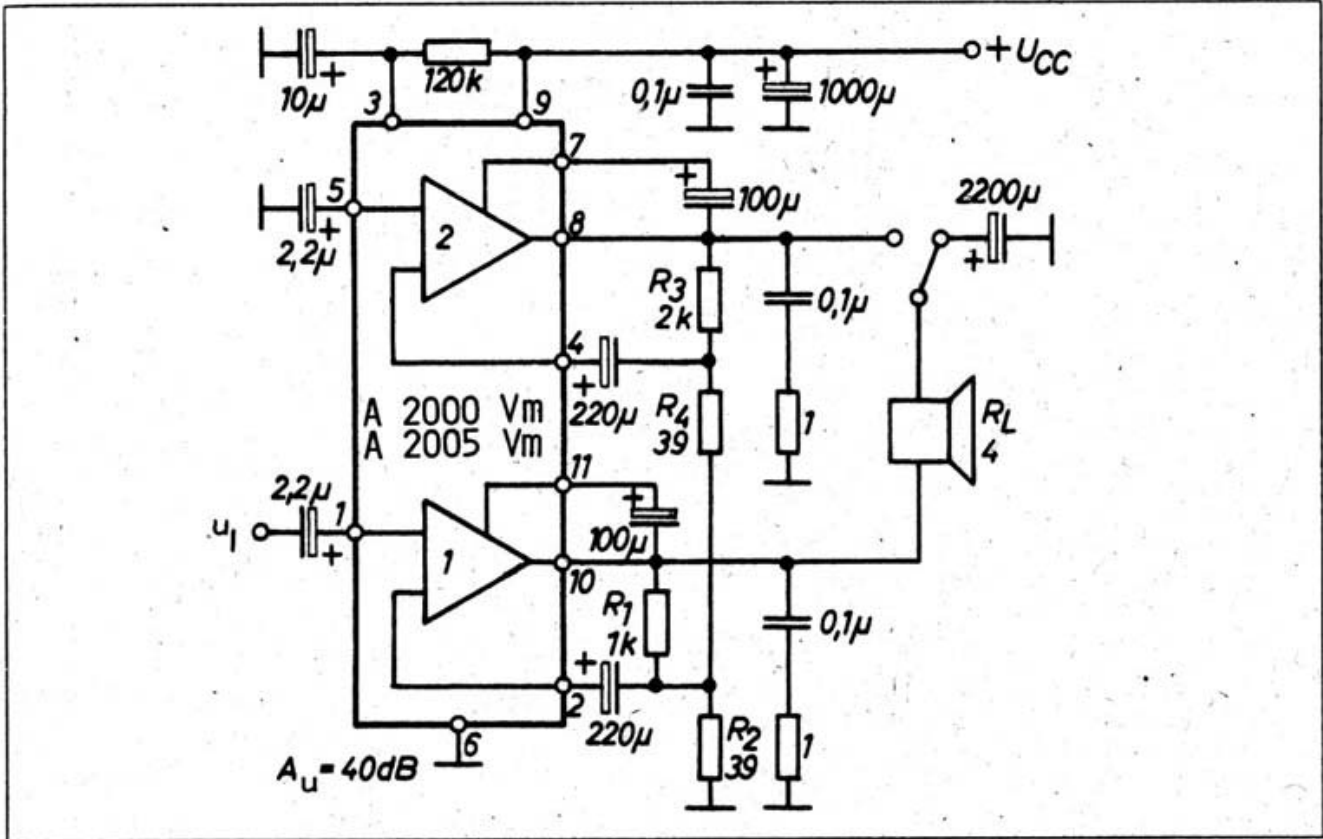 + U_CC
10µ
+
120k
3
9
0,1µ
+
1000µ
7
+
100µ
2200µ
+
5
+
2,2µ
2
8
R3
2k
0,1µ
4
+
220µ
R4
39
1
RL
4
A 2000 Vm
A 2005 Vm
11
+
100µ
2,2µ
uI
1
+
1
10
R1
1k
0,1µ
+
2
220µ
R2
39
1
6
Au = 40dB